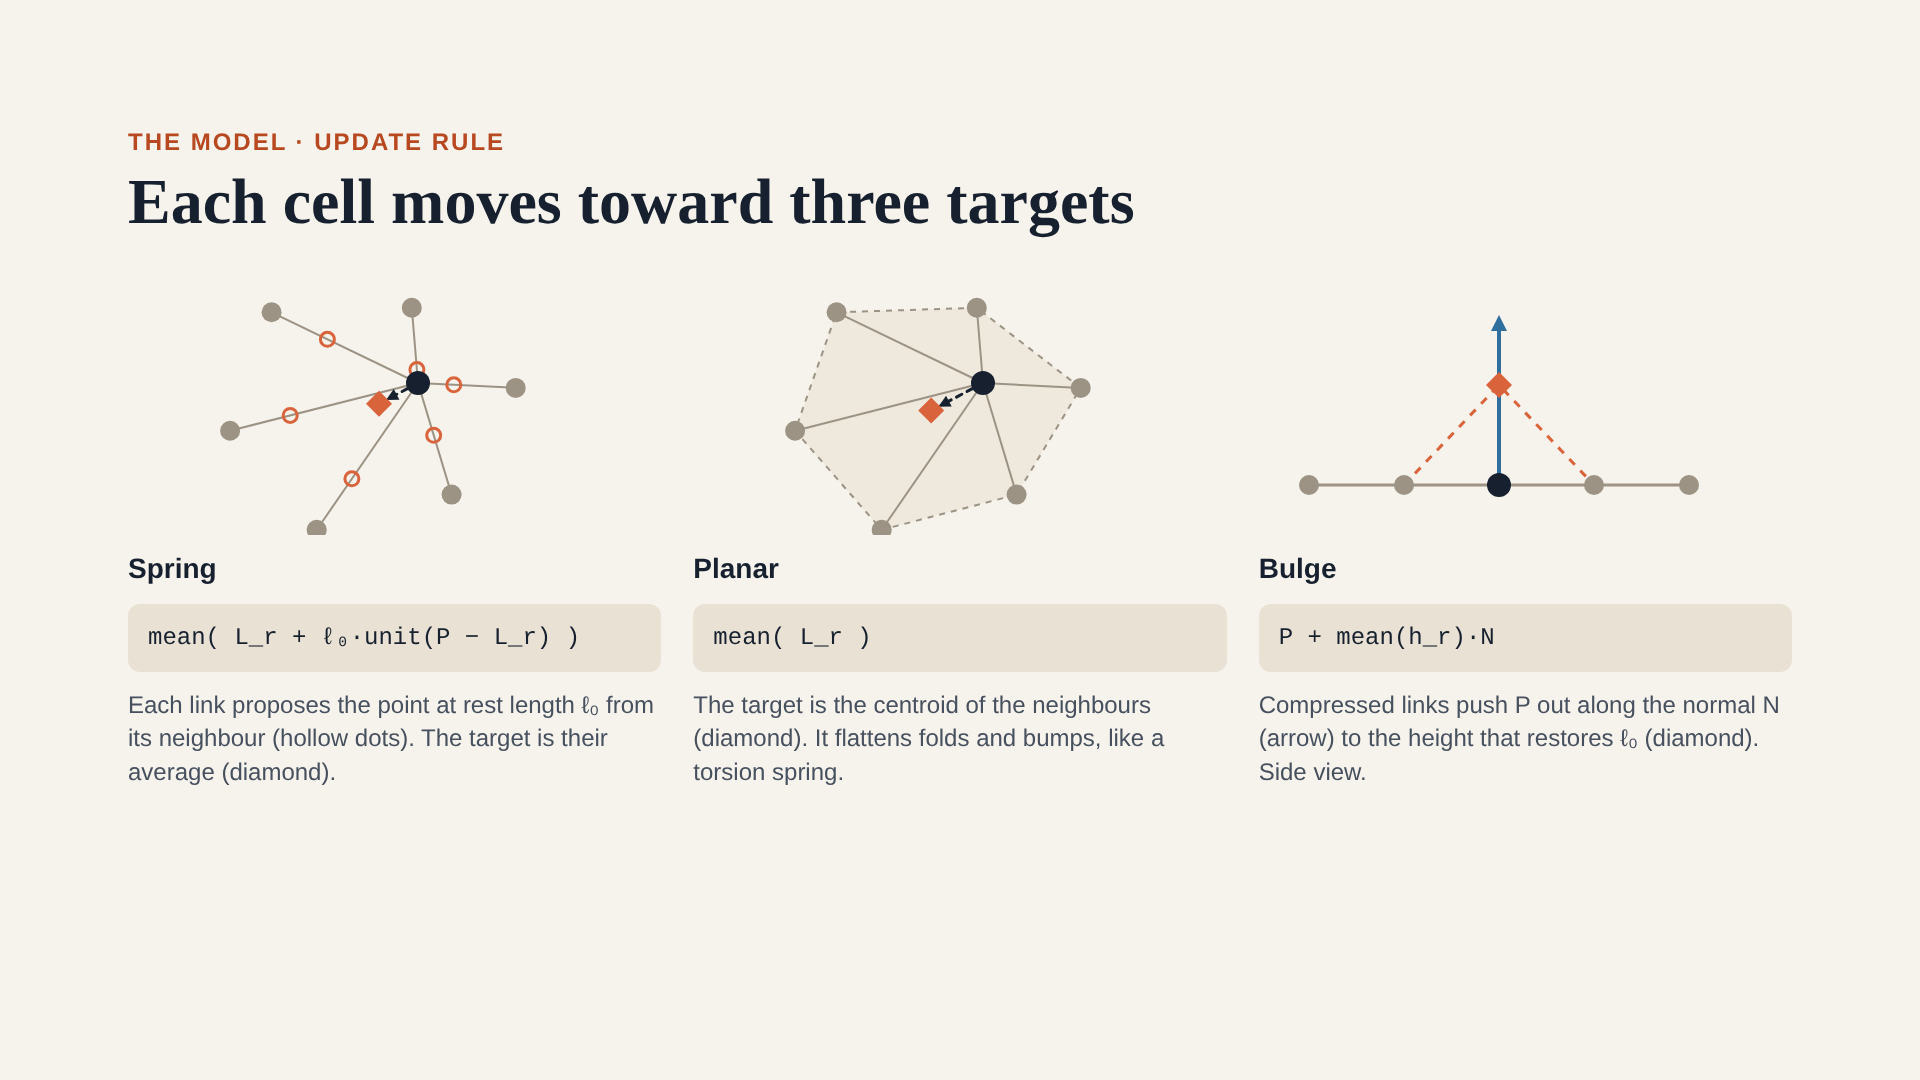 THE MODEL · UPDATE RULE
Each cell moves toward three targets
Spring
mean( L_r + ℓ₀·unit(P − L_r) )
Each link proposes the point at rest length ℓ₀ from
its neighbour (hollow dots). The target is their
average (diamond).
Planar
mean( L_r )
The target is the centroid of the neighbours
(diamond). It flattens folds and bumps, like a
torsion spring.
Bulge
P + mean(h_r)·N
Compressed links push P out along the normal N
(arrow) to the height that restores ℓ₀ (diamond).
Side view.